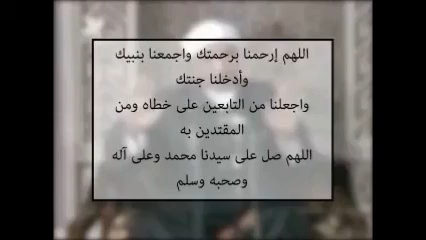 اللهم إرحمنا برحمتك واجمعنا بنبيك
وأدخلنا جنتك
واجعلنا من التابعين على خطاه ومن
المقتدين به
اللهم صل على سيدنا محمد وعلى آله
وصحبه وسلم